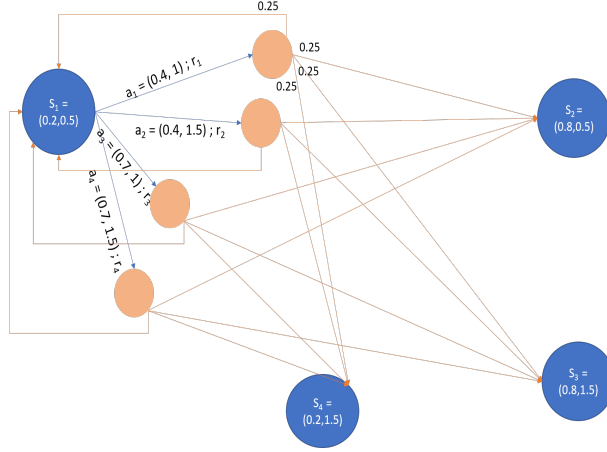 0.25
0.25
0.25
0.25
a₁ = (0.4, 1) ; r₁
S₁ =
(0.2,0.5)
a₂ = (0.4, 1.5) ; r₂
a₃ = (0.7, 1) ; r₃
a₄ = (0.7, 1.5) ; r₄
S₂ =
(0.8,0.5)
S₃ =
(0.8,1.5)
S₄ =
(0.2,1.5)